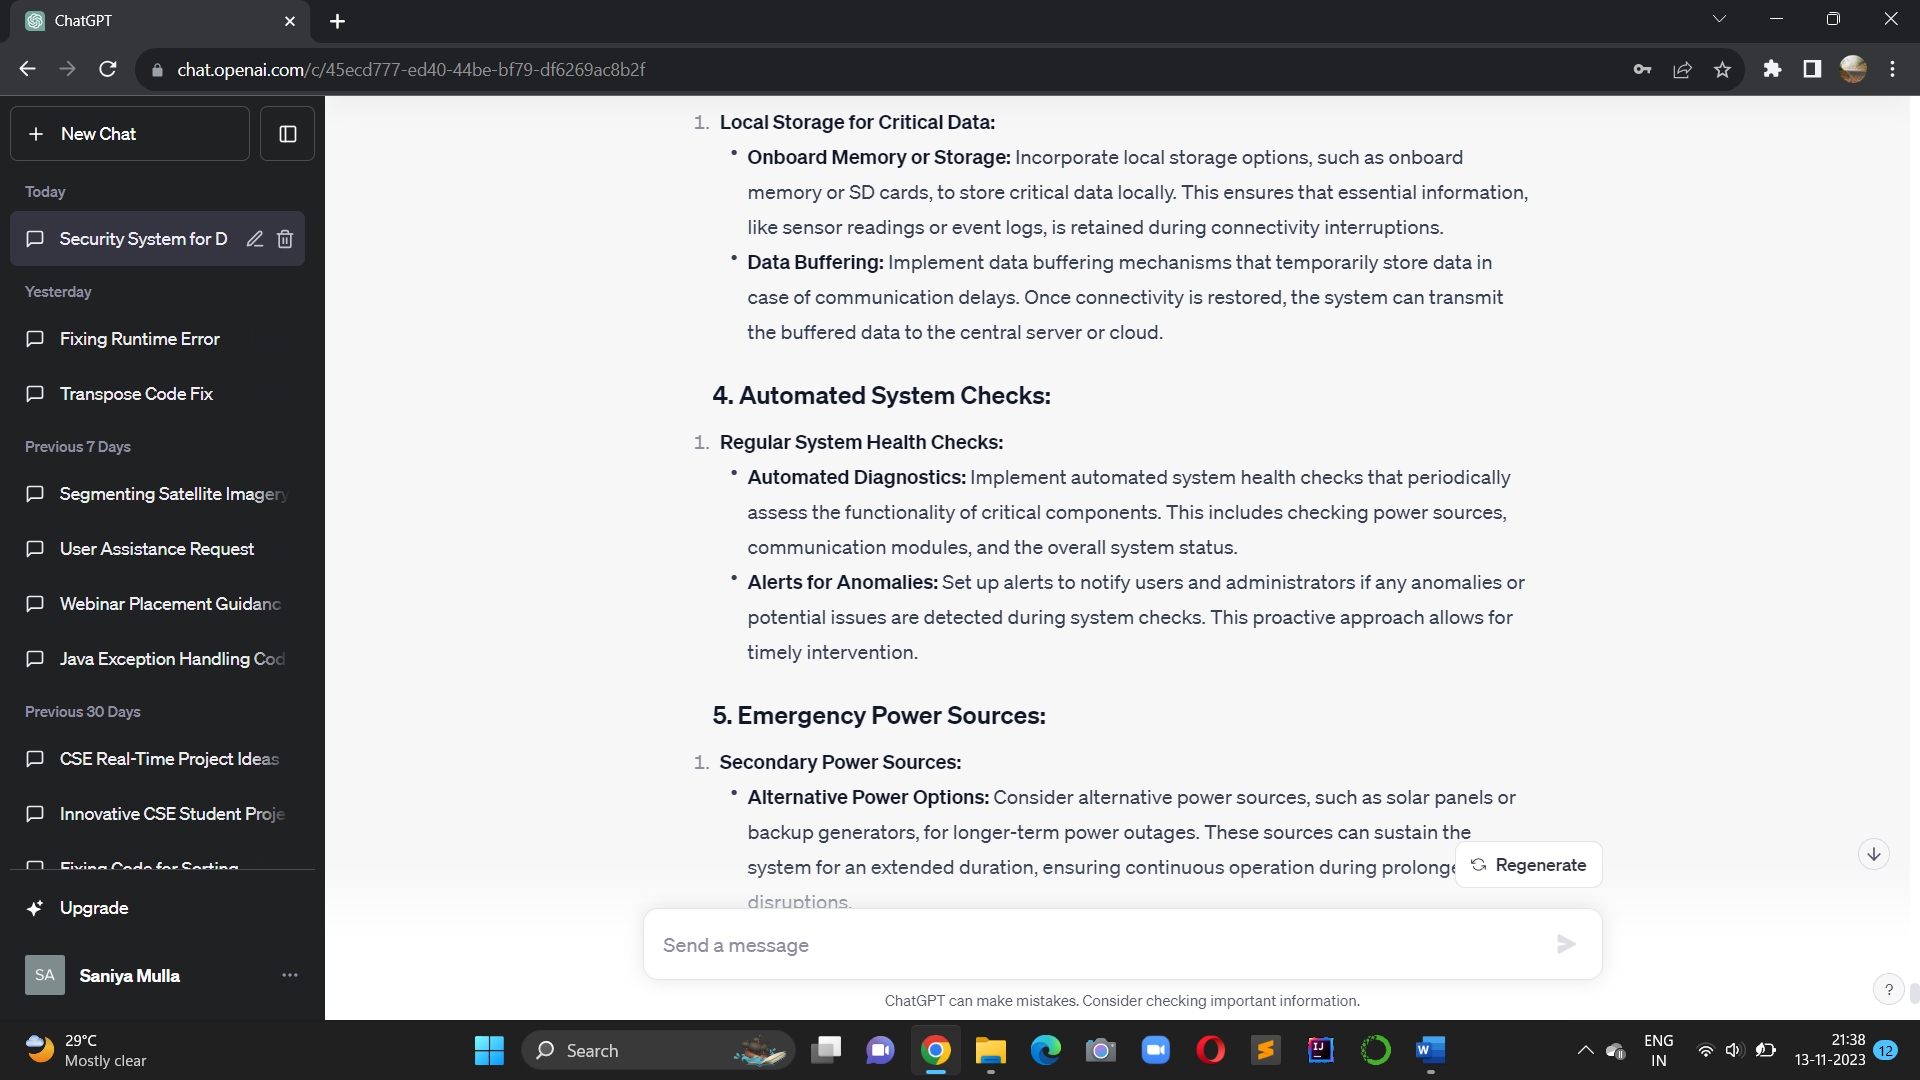 ChatGPT
chat.openai.com/c/45ecd777-ed40-44be-bf79-df6269ac8b2f
New Chat
Today
Security System for D
Yesterday
Fixing Runtime Error
Transpose Code Fix
Previous 7 Days
Segmenting Satellite Imagery
User Assistance Request
Webinar Placement Guidanc
Java Exception Handling Cod
Previous 30 Days
CSE Real-Time Project Ideas
Innovative CSE Student Proje
Fixing Code for Sorting
Upgrade
SA
Saniya Mulla
1. Local Storage for Critical Data:
• Onboard Memory or Storage: Incorporate local storage options, such as onboard
memory or SD cards, to store critical data locally. This ensures that essential information,
like sensor readings or event logs, is retained during connectivity interruptions.
• Data Buffering: Implement data buffering mechanisms that temporarily store data in
case of communication delays. Once connectivity is restored, the system can transmit
the buffered data to the central server or cloud.
4. Automated System Checks:
1. Regular System Health Checks:
• Automated Diagnostics: Implement automated system health checks that periodically
assess the functionality of critical components. This includes checking power sources,
communication modules, and the overall system status.
• Alerts for Anomalies: Set up alerts to notify users and administrators if any anomalies or
potential issues are detected during system checks. This proactive approach allows for
timely intervention.
5. Emergency Power Sources:
1. Secondary Power Sources:
• Alternative Power Options: Consider alternative power sources, such as solar panels or
backup generators, for longer-term power outages. These sources can sustain the
system for an extended duration, ensuring continuous operation during prolonge
disruptions.
Regenerate
Send a message
ChatGPT can make mistakes. Consider checking important information.
?
29°C
Mostly clear
Search
IJ
W
ENG
IN
21:38
13-11-2023
12